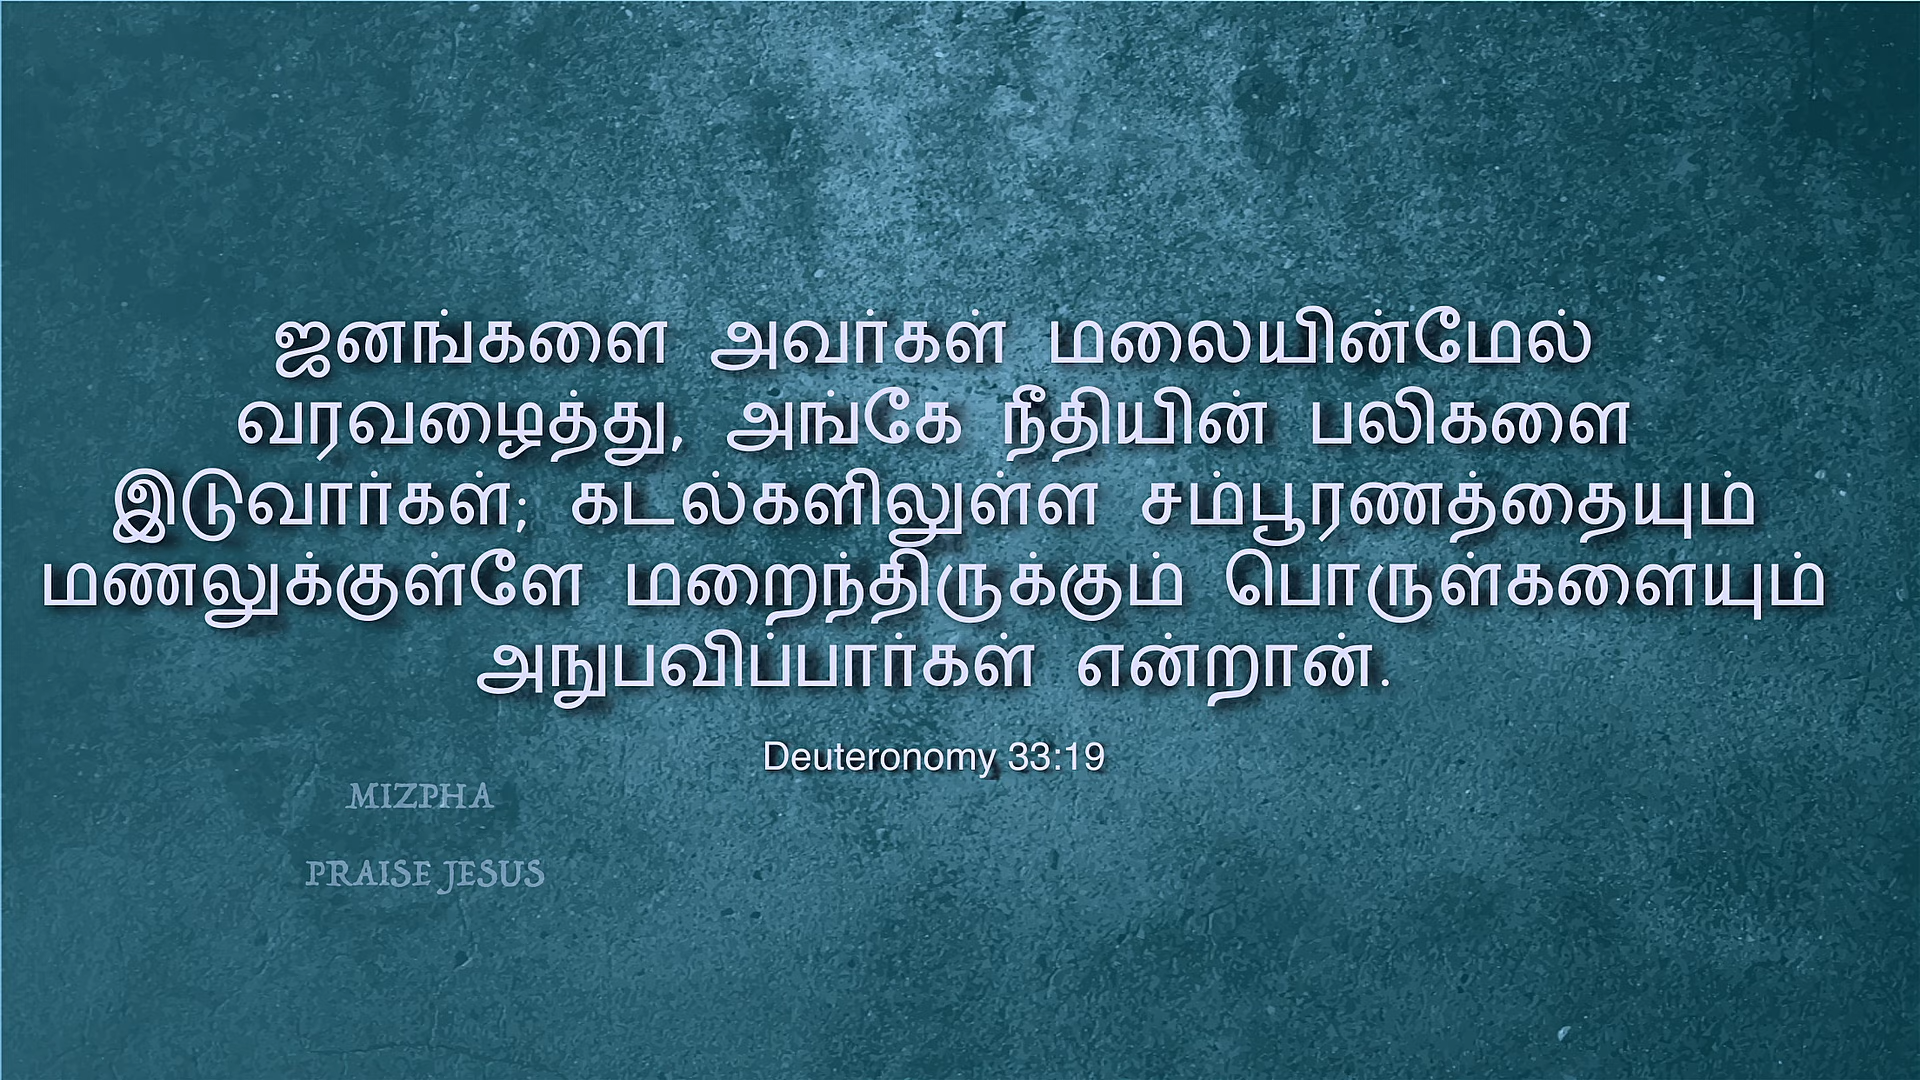 ஜனங்களை அவர்கள் மலையின்மேல்
வரவழைத்து, அங்கே நீதியின் பலிகளை
இடுவார்கள்; கடல்களிலுள்ள சம்பூரணத்தையும்
மணலுக்குள்ளே மறைந்திருக்கும் பொருள்களையும்
அநுபவிப்பார்கள் என்றான்.
Deuteronomy 33:19
MIZPHA
PRAISE JESUS